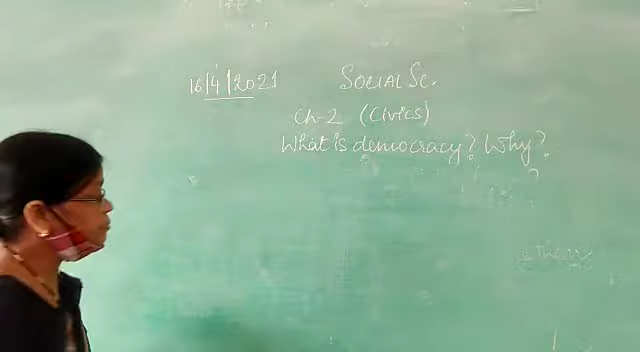 16/4/2021 SOCIAL Sc.
Ch-2 (Civics)
What is democracy? Why?
?